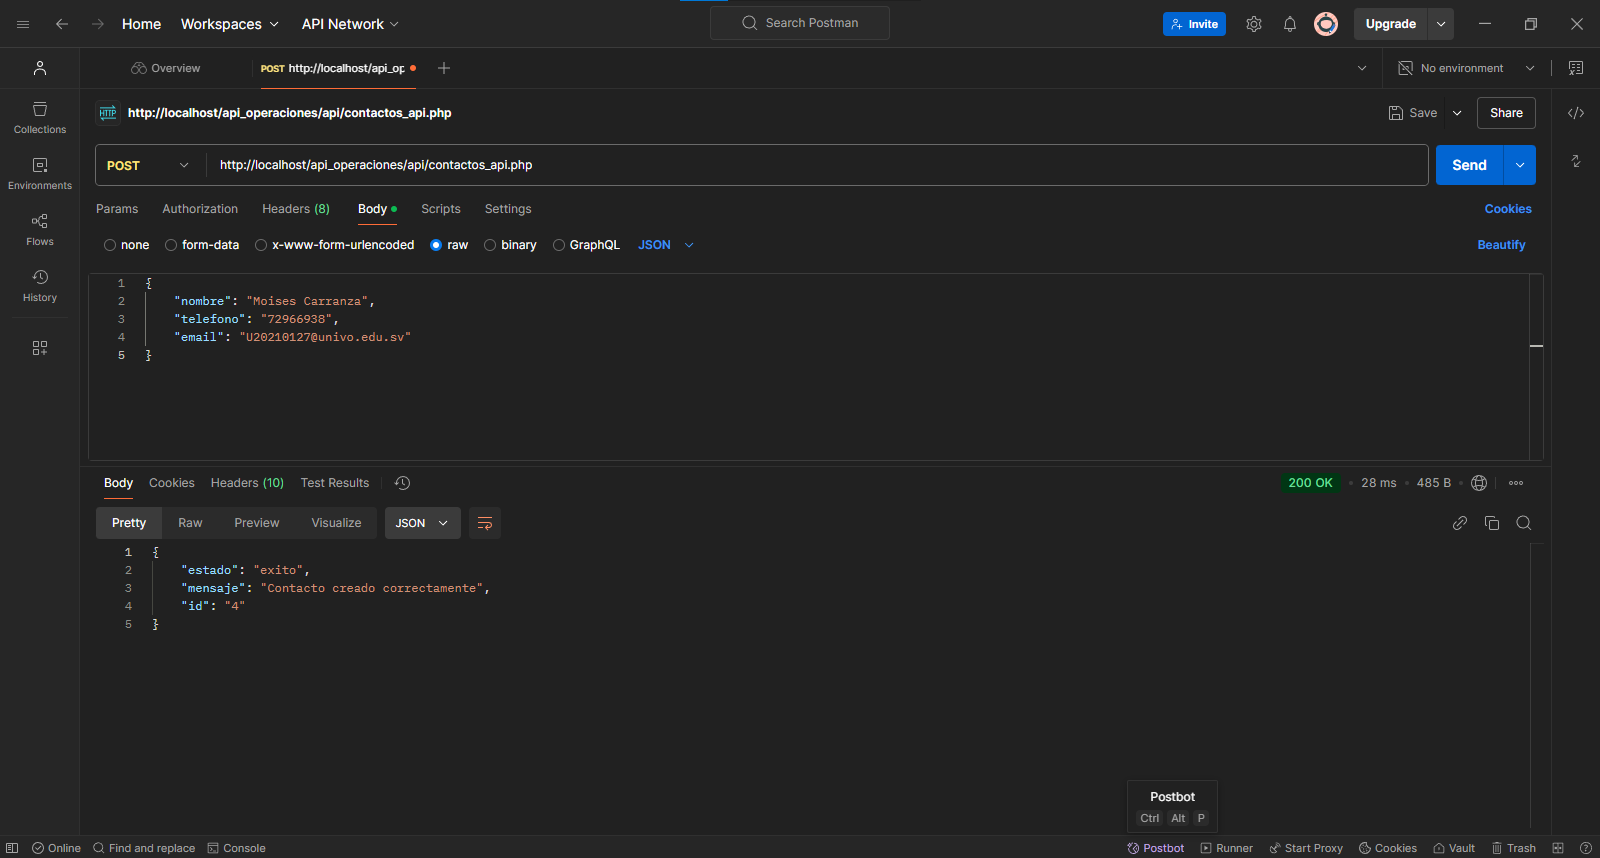 Home Workspaces API Network Search Postman Invite Upgrade
Overview POST http://localhost/api_op No environment
HTTP http://localhost/api_operaciones/api/contactos_api.php Save Share
Collections
POST http://localhost/api_operaciones/api/contactos_api.php Send
Environments
Params Authorization Headers (8) Body Scripts Settings Cookies
Flows
none form-data x-www-form-urlencoded raw binary GraphQL JSON Beautify
History
1 {
2 "nombre": "Moises Carranza",
3 "telefono": "72966938",
4 "email": "U20210127@univo.edu.sv"
5 }
Body Cookies Headers (10) Test Results 200 OK 28 ms 485 B
Pretty Raw Preview Visualize JSON
1 {
2 "estado": "exito",
3 "mensaje": "Contacto creado correctamente",
4 "id": "4"
5 }
Postbot
Ctrl Alt P
Online Find and replace Console Postbot Runner Start Proxy Cookies Vault Trash